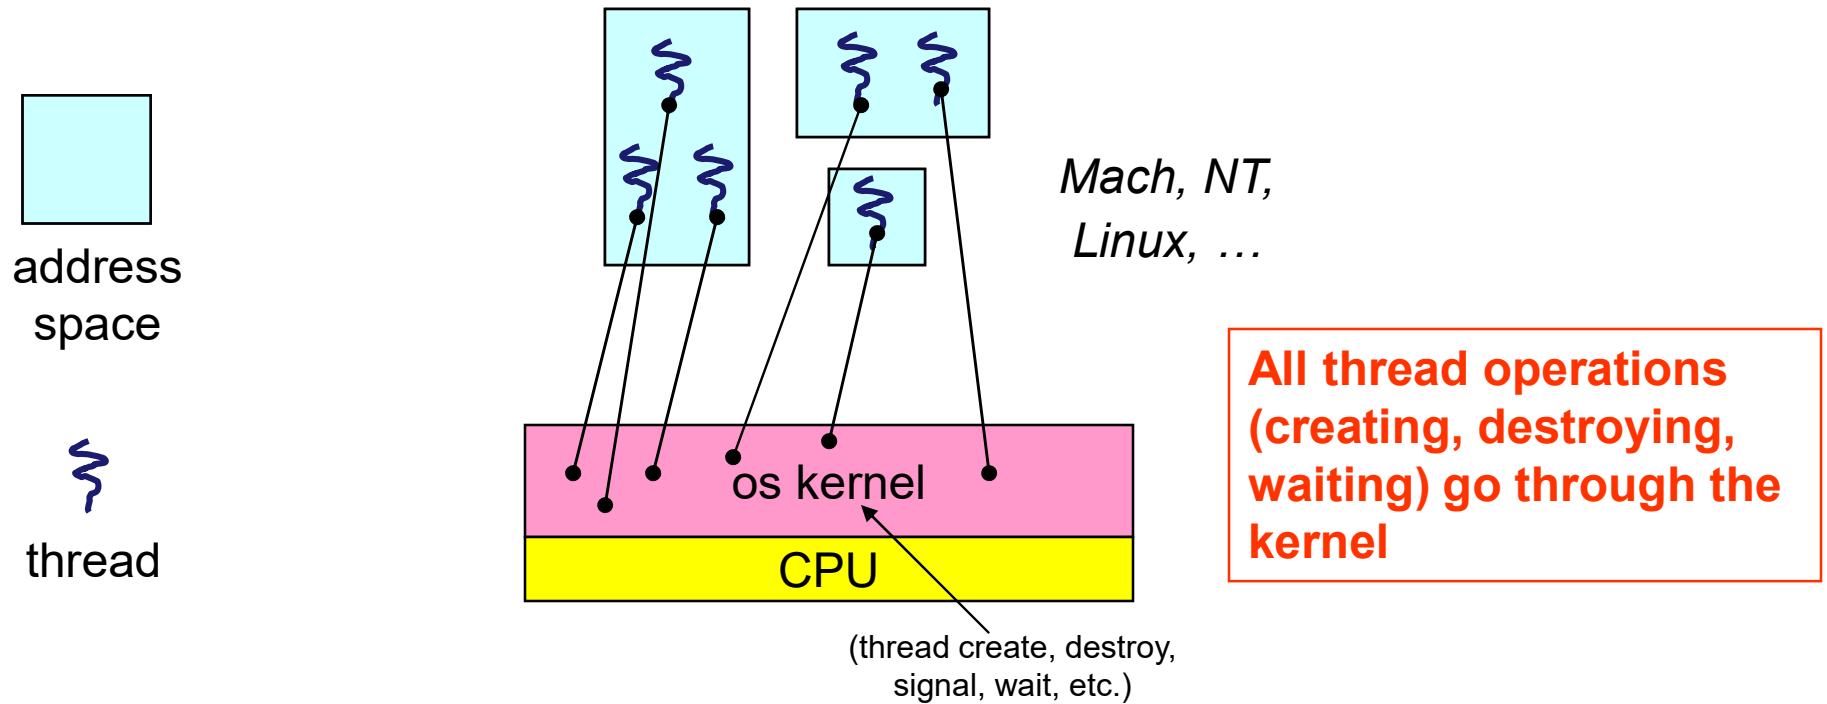 address
space
thread
Mach, NT,
Linux, …
os kernel
CPU
(thread create, destroy,
signal, wait, etc.)
All thread operations
(creating, destroying,
waiting) go through the
kernel